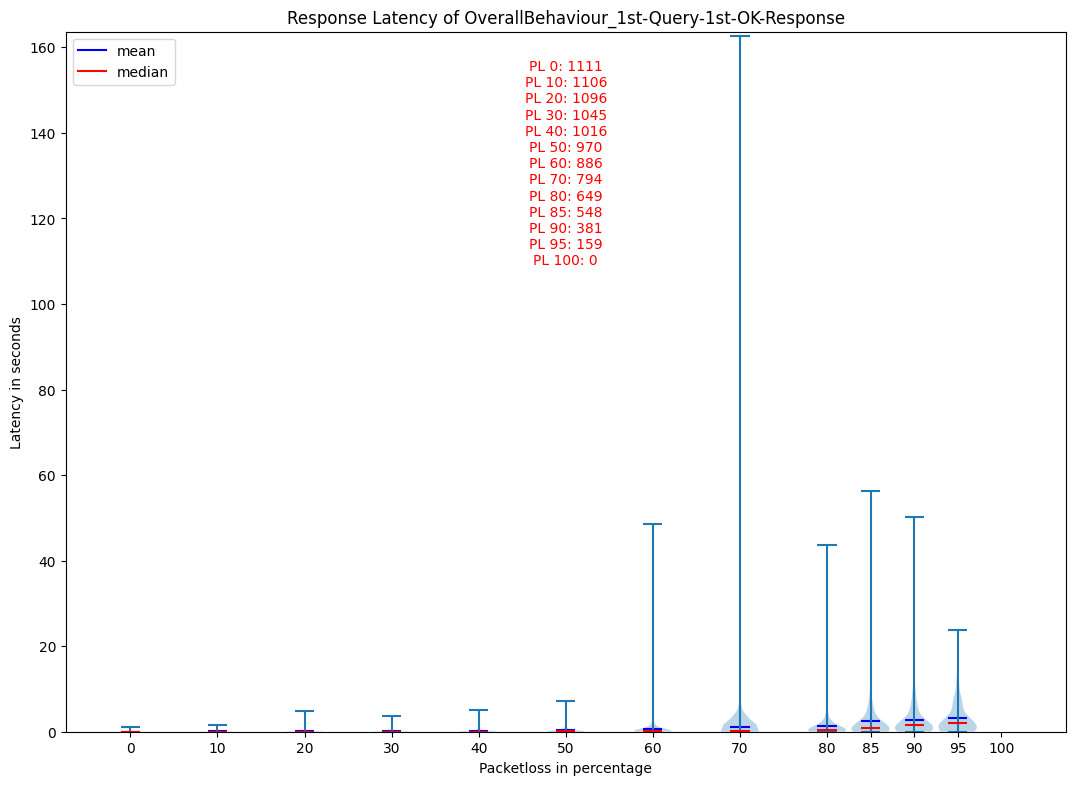 Response Latency of OverallBehaviour_1st-Query-1st-OK-Response
mean
median
PL 0: 1111
PL 10: 1106
PL 20: 1096
PL 30: 1045
PL 40: 1016
PL 50: 970
PL 60: 886
PL 70: 794
PL 80: 649
PL 85: 548
PL 90: 381
PL 95: 159
PL 100: 0
160
140
120
100
80
60
40
20
0
Latency in seconds
0 10 20 30 40 50 60 70 80 85 90 95 100
Packetloss in percentage